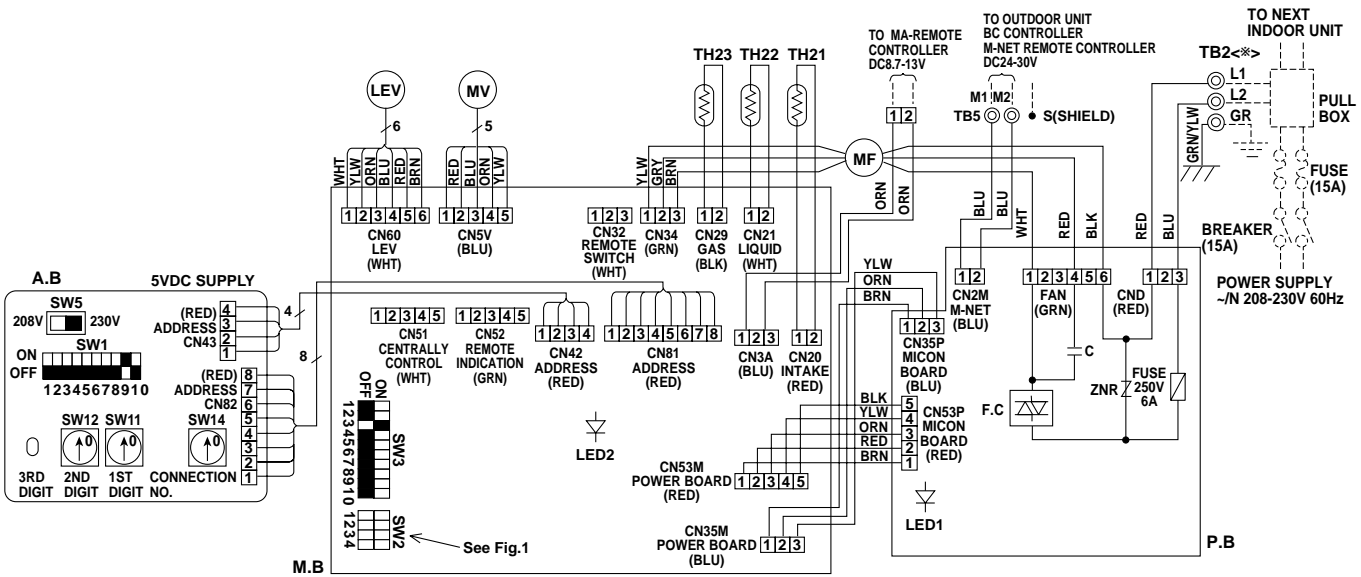 TO NEXT
INDOOR UNIT
TB2<※>
L1
L2
GR
PULL
BOX
GRN/YLW
FUSE
(15A)
BREAKER
(15A)
POWER SUPPLY
~/N 208-230V 60Hz
TO MA-REMOTE
CONTROLLER
DC8.7-13V
TO OUTDOOR UNIT
BC CONTROLLER
M-NET REMOTE CONTROLLER
DC24-30V
M1 M2
TB5
S(SHIELD)
1 2
TH23
TH22
TH21
LEV
MV
MF
6
5
WHT
YLW
ORN
BLU
RED
BRN
RED
BLU
ORN
YLW
YLW
GRY
BRN
ORN
ORN
BLU
BLU
WHT
RED
BLK
RED
BLU
1 2 3 4 5 6
CN60
LEV
(WHT)
1 2 3 4 5
CN5V
(BLU)
1 2 3
CN32
REMOTE
SWITCH
(WHT)
1 2 3
CN34
(GRN)
1 2
CN29
GAS
(BLK)
1 2
CN21
LIQUID
(WHT)
1 2 3 4 5
CN51
CENTRALLY
CONTROL
(WHT)
1 2 3 4 5
CN52
REMOTE
INDICATION
(GRN)
1 2 3 4
CN42
ADDRESS
(RED)
1 2 3 4 5 6 7 8
CN81
ADDRESS
(RED)
1 2 3
CN3A
(BLU)
1 2
CN20
INTAKE
(RED)
A.B
5VDC SUPPLY
SW5
208V
230V
SW1
ON
OFF
1 2 3 4 5 6 7 8 9 10
(RED)
ADDRESS
CN43
4
3
2
1
(RED)
ADDRESS
CN82
8
7
6
5
4
3
2
1
4
8
SW12
SW11
SW14
0
0
0
3RD
DIGIT
2ND
DIGIT
1ST
DIGIT
CONNECTION
NO.
OFF
ON
1 2 3 4 5 6 7 8 9 10
SW3
1 2 3 4
SW2
See Fig.1
M.B
LED2
CN53M
POWER BOARD
(RED)
1 2 3 4 5
CN35M
POWER BOARD
(BLU)
1 2 3
YLW
ORN
BRN
1 2 3
CN35P
MICON
BOARD
(BLU)
BLK
YLW
ORN
RED
BRN
5
4
3
2
1
CN53P
MICON
BOARD
(RED)
LED1
1 2
CN2M
M-NET
(BLU)
1 2 3 4 5 6
FAN
(GRN)
1 2 3
CND
(RED)
C
F.C
ZNR
FUSE
250V
6A
P.B